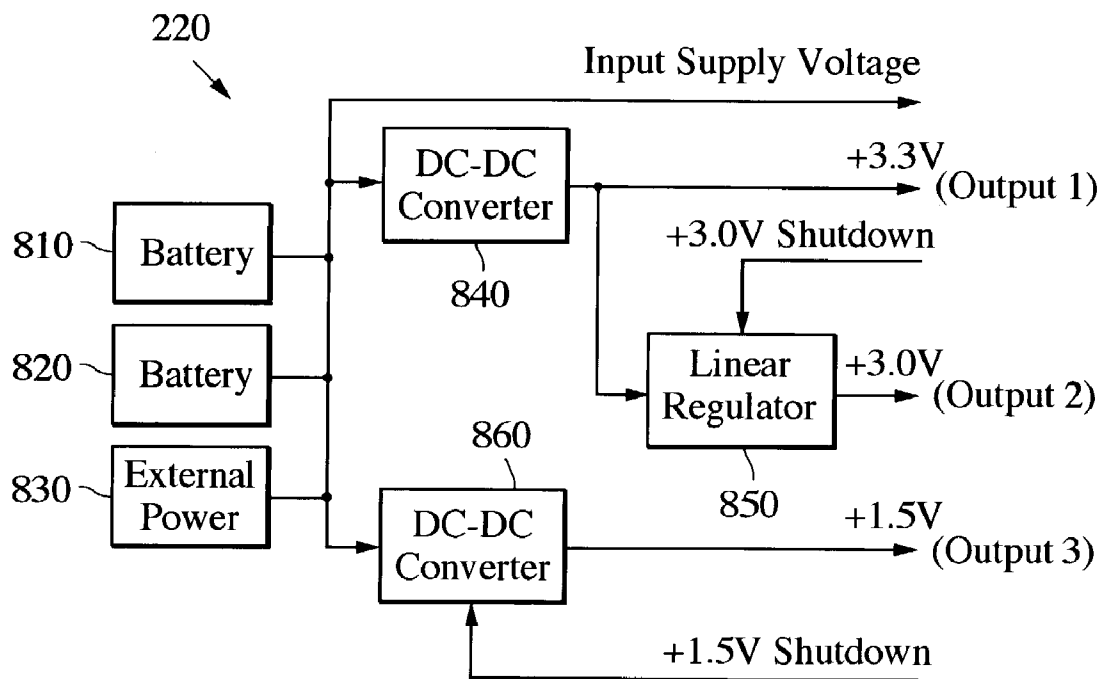 220
Input Supply Voltage
DC-DC
Converter
840
+3.3V
(Output 1)
+3.0V Shutdown
810
Battery
820
Battery
Linear
Regulator
850
+3.0V
(Output 2)
830
External
Power
860
DC-DC
Converter
+1.5V
(Output 3)
+1.5V Shutdown